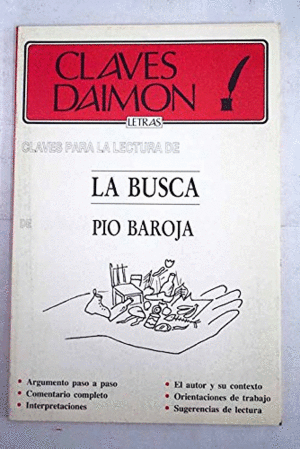 CLAVES
DAIMON
LETRAS
CLAVES PARA LA LECTURA DE
LA BUSCA
DE
PIO BAROJA
• Argumento paso a paso
• Comentario completo
• Interpretaciones
• El autor y su contexto
• Orientaciones de trabajo
• Sugerencias de lectura